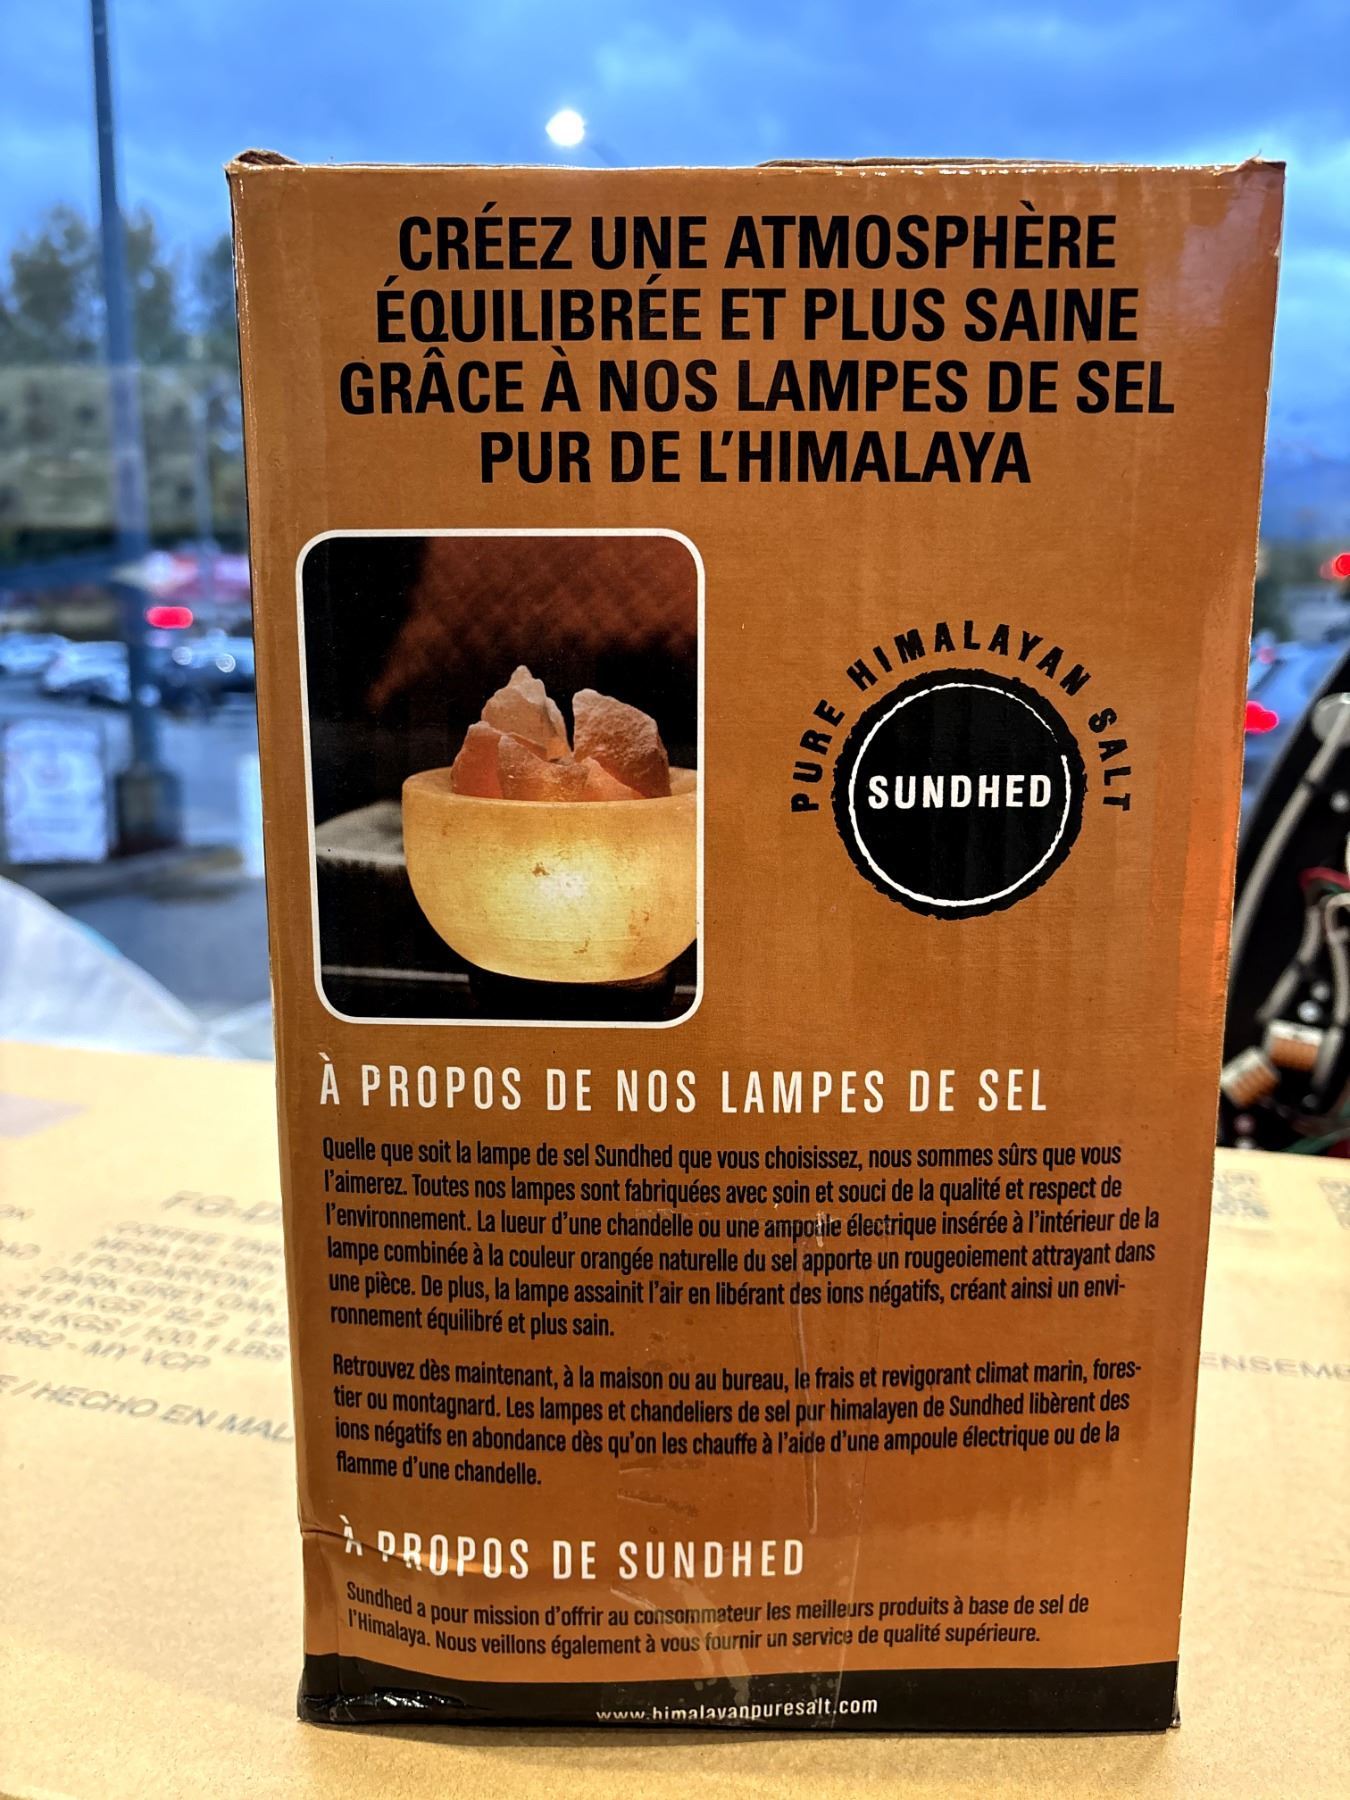 CRÉEZ UNE ATMOSPHÈRE
ÉQUILIBRÉE ET PLUS SAINE
GRÂCE À NOS LAMPES DE SEL
PUR DE L'HIMALAYA
PURE HIMALAYAN SALT
SUNDHED
À PROPOS DE NOS LAMPES DE SEL
Quelle que soit la lampe de sel Sundhed que vous choisissez, nous sommes sûrs que vous
l'aimerez. Toutes nos lampes sont fabriquées avec soin et souci de la qualité et respect de
l'environnement. La lueur d'une chandelle ou une ampoule électrique insérée à l'intérieur de la
lampe combinée à la couleur orangée naturelle du sel apporte un rougeoiement attrayant dans
une pièce. De plus, la lampe assainit l'air en libérant des ions négatifs, créant ainsi un envi-
ronnement équilibré et plus sain.
Retrouvez dès maintenant, à la maison ou au bureau, le frais et revigorant climat marin, fores-
tier ou montagnard. Les lampes et chandeliers de sel pur himalayen de Sundhed libèrent des
ions négatifs en abondance dès qu'on les chauffe à l'aide d'une ampoule électrique ou de la
flamme d'une chandelle.
À PROPOS DE SUNDHED
Sundhed a pour mission d'offrir au consommateur les meilleurs produits à base de sel de
l'Himalaya. Nous veillons également à vous fournir un service de qualité supérieure.
www.himalayanpuresalt.com
DARK GREY
/ HECHO EN MAL